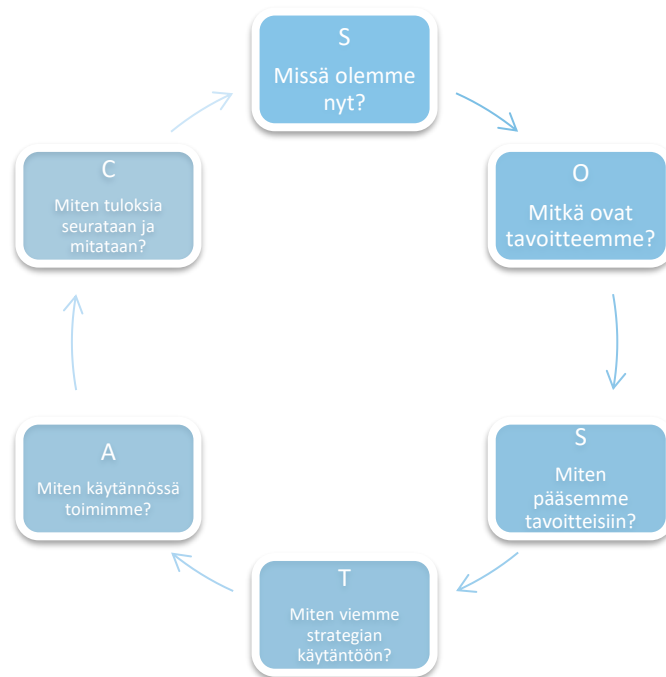 S
Missä olemme
nyt?
O
Mitkä ovat
tavoitteemme?
S
Miten
pääsemme
tavoitteisiin?
T
Miten viemme
strategian
käytäntöön?
A
Miten käytännössä
toimimme?
C
Miten tuloksia
seurataan ja
mitataan?